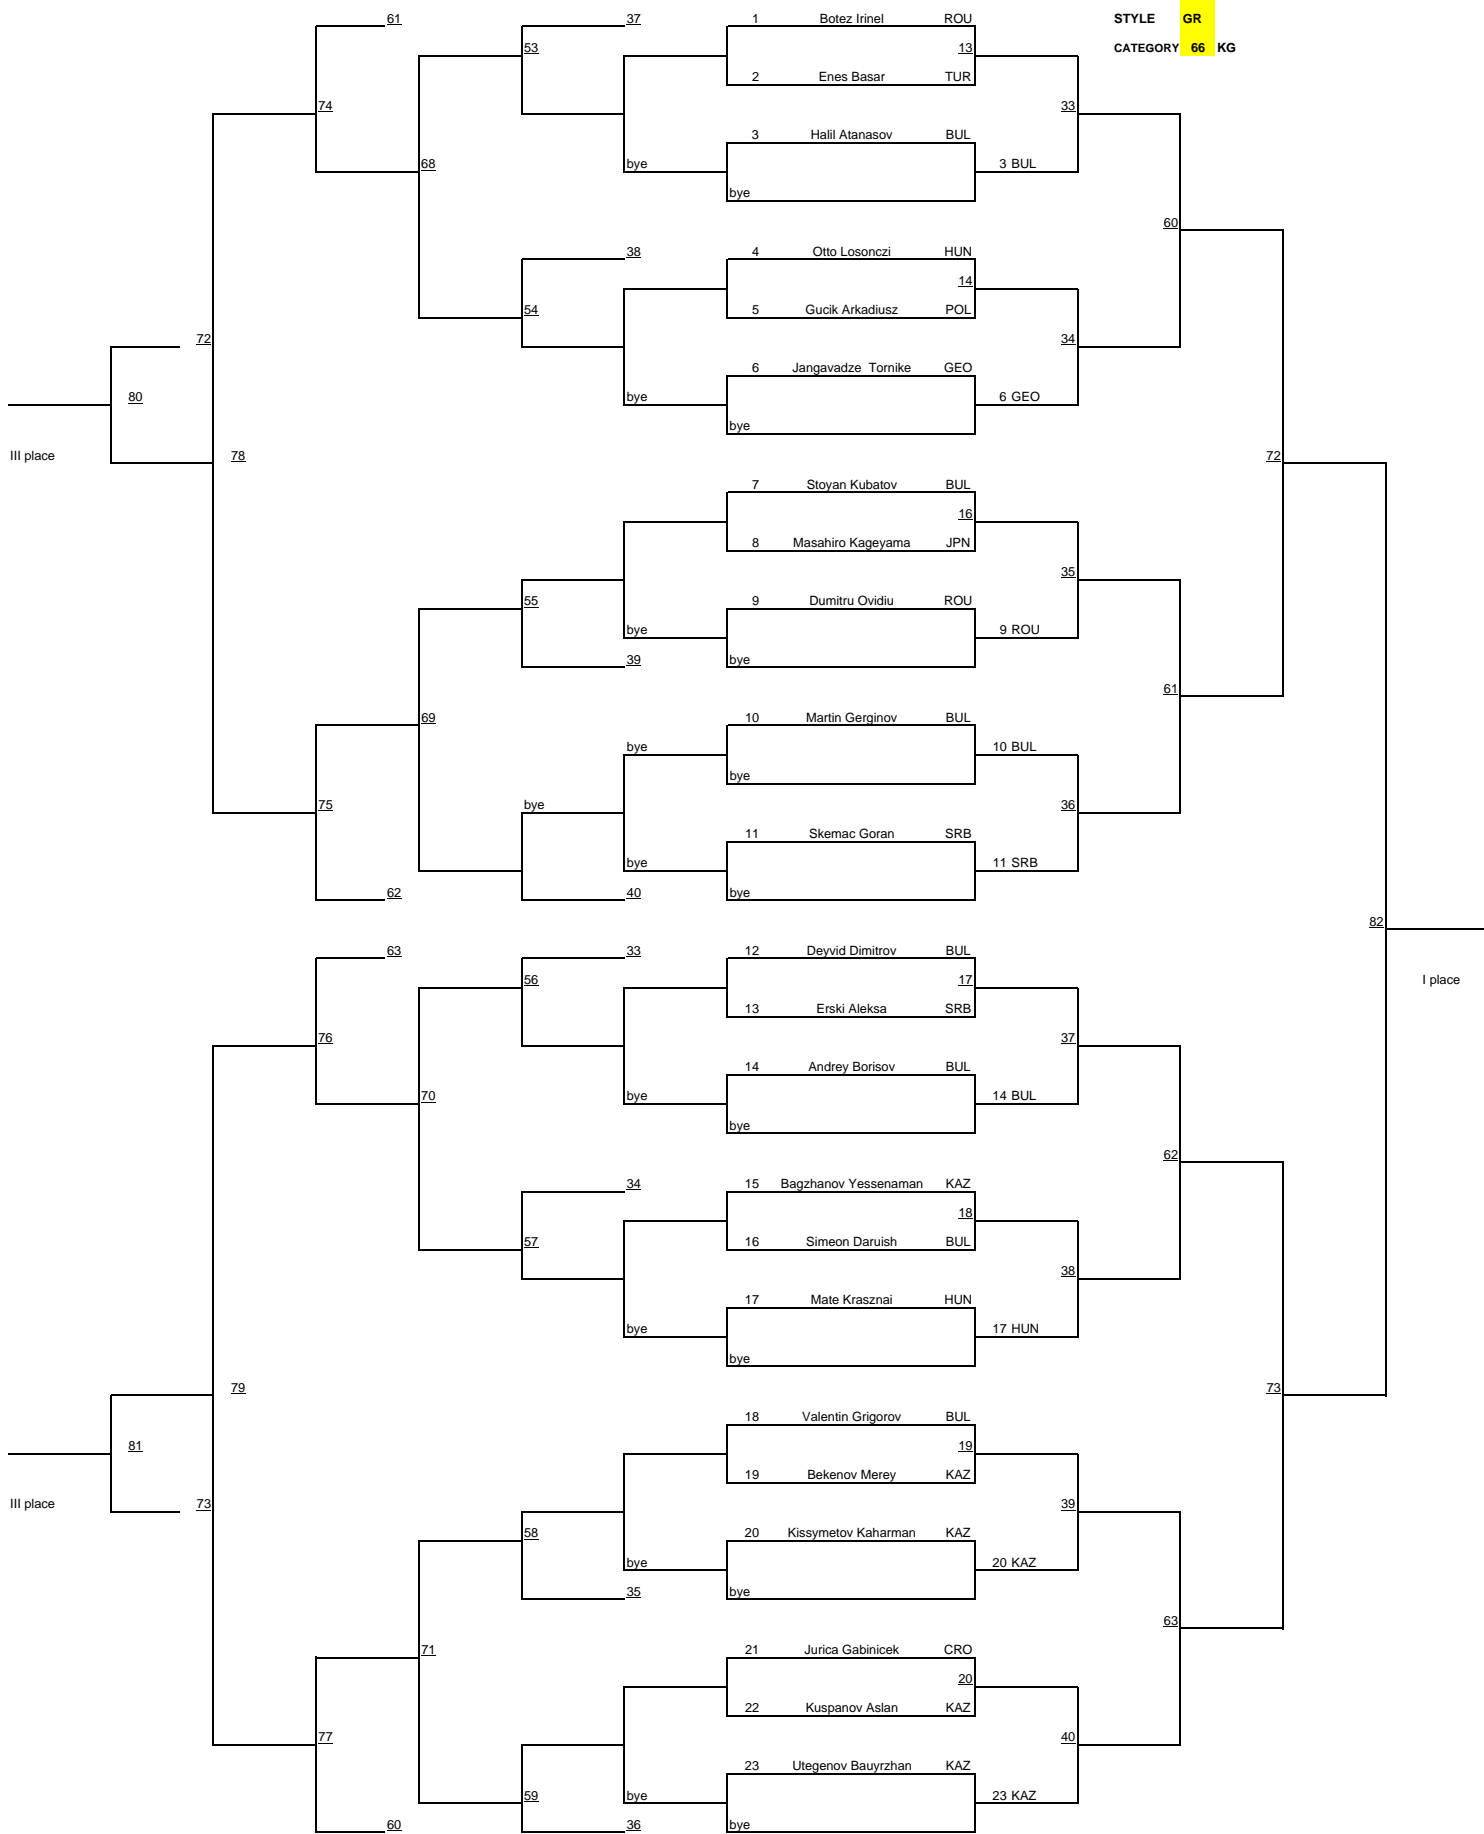 61 37 1 Botez Irinel ROU STYLE GR
53 13 CATEGORY 66 KG
2 Enes Basar TUR
74 33
3 Halil Atanasov BUL
68 bye 3 BUL
bye
60
38 4 Otto Losonczi HUN
14
54 5 Gucik Arkadiusz POL
72 34
6 Jangavadze Tornike GEO
80 bye 6 GEO
bye
III place 78 72
7 Stoyan Kubatov BUL
16
8 Masahiro Kageyama JPN
35
55 9 Dumitru Ovidiu ROU
bye 9 ROU
39 bye
61
69 10 Martin Gerginov BUL
bye 10 BUL
bye
75 bye 36
11 Skemac Goran SRB
bye 11 SRB
62 40 bye
82
63 33 12 Deyvid Dimitrov BUL
56 17 I place
13 Erski Aleksa SRB
76 37
14 Andrey Borisov BUL
70 bye 14 BUL
bye
62
34 15 Bagzhanov Yessenaman KAZ
18
57 16 Simeon Daruish BUL
38
17 Mate Krasznai HUN
bye 17 HUN
bye
79 73
18 Valentin Grigorov BUL
81 19
19 Bekenov Merey KAZ
III place 73 39
58 20 Kissymetov Kaharman KAZ
bye 20 KAZ
35 bye
63
71 21 Jurica Gabinicek CRO
20
22 Kuspanov Aslan KAZ
77 40
23 Utegenov Bauyrzhan KAZ
59 bye 23 KAZ
60 36 bye